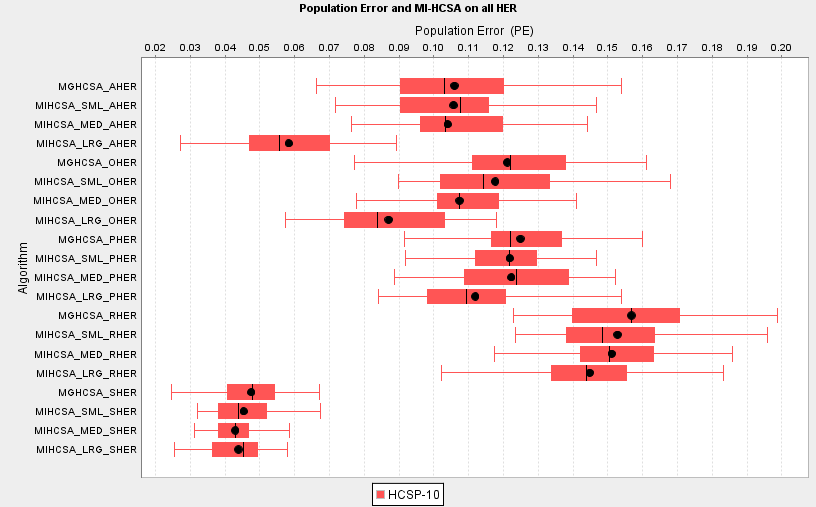 Population Error and MI-HCSA on all HER
Population Error (PE)
0.02 0.03 0.04 0.05 0.06 0.07 0.08 0.09 0.10 0.11 0.12 0.13 0.14 0.15 0.16 0.17 0.18 0.19 0.20
Algorithm
MGHCSA_AHER
MIHCSA_SML_AHER
MIHCSA_MED_AHER
MIHCSA_LRG_AHER
MGHCSA_OHER
MIHCSA_SML_OHER
MIHCSA_MED_OHER
MIHCSA_LRG_OHER
MGHCSA_PHER
MIHCSA_SML_PHER
MIHCSA_MED_PHER
MIHCSA_LRG_PHER
MGHCSA_RHER
MIHCSA_SML_RHER
MIHCSA_MED_RHER
MIHCSA_LRG_RHER
MGHCSA_SHER
MIHCSA_SML_SHER
MIHCSA_MED_SHER
MIHCSA_LRG_SHER
HCSP-10